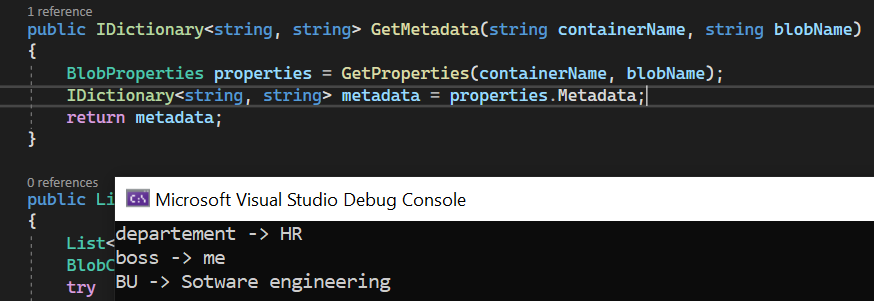 1 reference
public IDictionary<string, string> GetMetadata(string containerName, string blobName)
{
BlobProperties properties = GetProperties(containerName, blobName);
IDictionary<string, string> metadata = properties.Metadata;
return metadata;
}
0 references
public Li
{
List<
BlobC
try
C:\
Microsoft Visual Studio Debug Console
departement -> HR
boss -> me
BU -> Sotware engineering